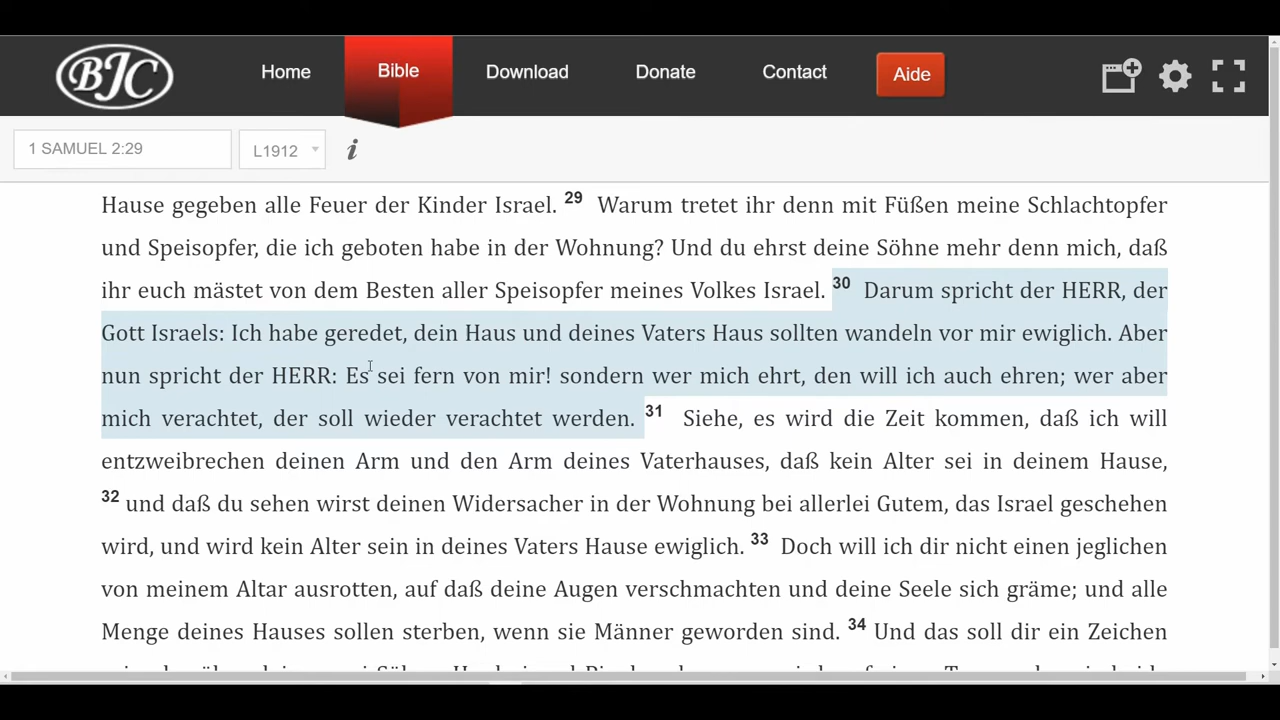 BJC
Home
Bible
Download
Donate
Contact
Aide
1 SAMUEL 2:29
L1912
i
Hause gegeben alle Feuer der Kinder Israel. 29 Warum tretet ihr denn mit Füßen meine Schlachtopfer
und Speisopfer, die ich geboten habe in der Wohnung? Und du ehrst deine Söhne mehr denn mich, daß
ihr euch mästet von dem Besten aller Speisopfer meines Volkes Israel. 30 Darum spricht der HERR, der
Gott Israels: Ich habe geredet, dein Haus und deines Vaters Haus sollten wandeln vor mir ewiglich. Aber
nun spricht der HERR: Es sei fern von mir! sondern wer mich ehrt, den will ich auch ehren; wer aber
mich verachtet, der soll wieder verachtet werden. 31 Siehe, es wird die Zeit kommen, daß ich will
entzweibrechen deinen Arm und den Arm deines Vaterhauses, daß kein Alter sei in deinem Hause,
32 und daß du sehen wirst deinen Widersacher in der Wohnung bei allerlei Gutem, das Israel geschehen
wird, und wird kein Alter sein in deines Vaters Hause ewiglich. 33 Doch will ich dir nicht einen jeglichen
von meinem Altar ausrotten, auf daß deine Augen verschmachten und deine Seele sich gräme; und alle
Menge deines Hauses sollen sterben, wenn sie Männer geworden sind. 34 Und das soll dir ein Zeichen